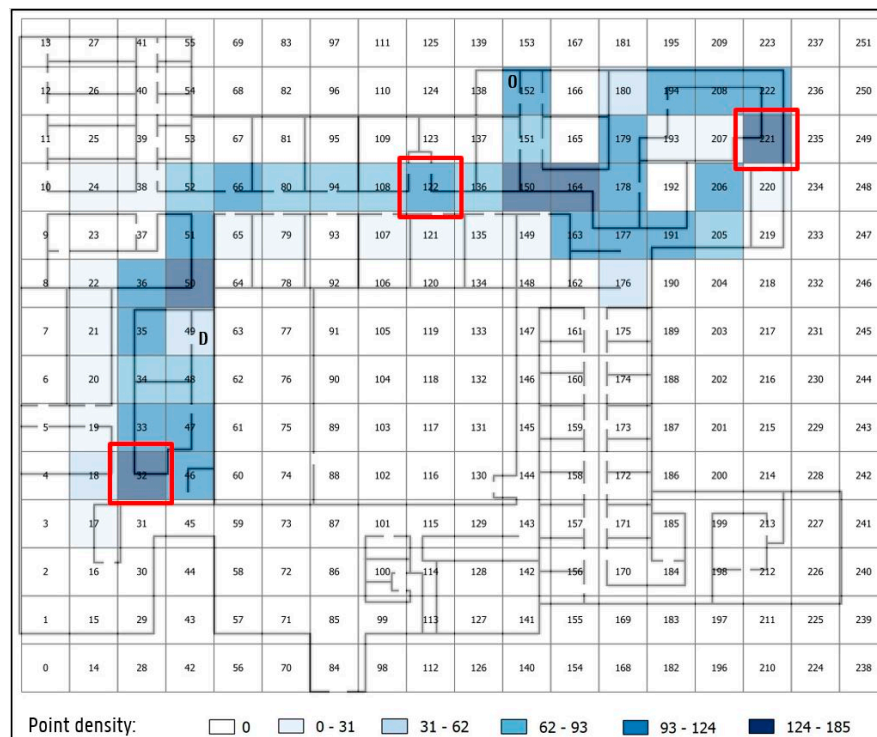 13 27 41 55 69 83 97 111 125 139 153 167 181 195 209 223 237 251
O
12 26 40 54 68 82 96 110 124 138 152 166 180 194 208 222 236 250
11 25 39 53 67 81 95 109 123 137 151 165 179 193 207 221 235 249
10 24 38 52 66 80 94 108 122 136 150 164 178 192 206 220 234 248
9 23 37 51 65 79 93 107 121 135 149 163 177 191 205 219 233 247
8 22 36 50 64 78 92 106 120 134 148 162 176 190 204 218 232 246
7 21 35 49 63 77 91 105 119 133 147 161 175 189 203 217 231 245
D
6 20 34 48 62 76 90 104 118 132 146 160 174 188 202 216 230 244
5 19 33 47 61 75 89 103 117 131 145 159 173 187 201 215 229 243
4 18 32 46 60 74 88 102 116 130 144 158 172 186 200 214 228 242
3 17 31 45 59 73 87 101 115 129 143 157 171 185 199 213 227 241
2 16 30 44 58 72 86 100 114 128 142 156 170 184 198 212 226 240
1 15 29 43 57 71 85 99 113 127 141 155 169 183 197 211 225 239
0 14 28 42 56 70 84 98 112 126 140 154 168 182 196 210 224 238
Point density: 0 0 - 31 31 - 62 62 - 93 93 - 124 124 - 185